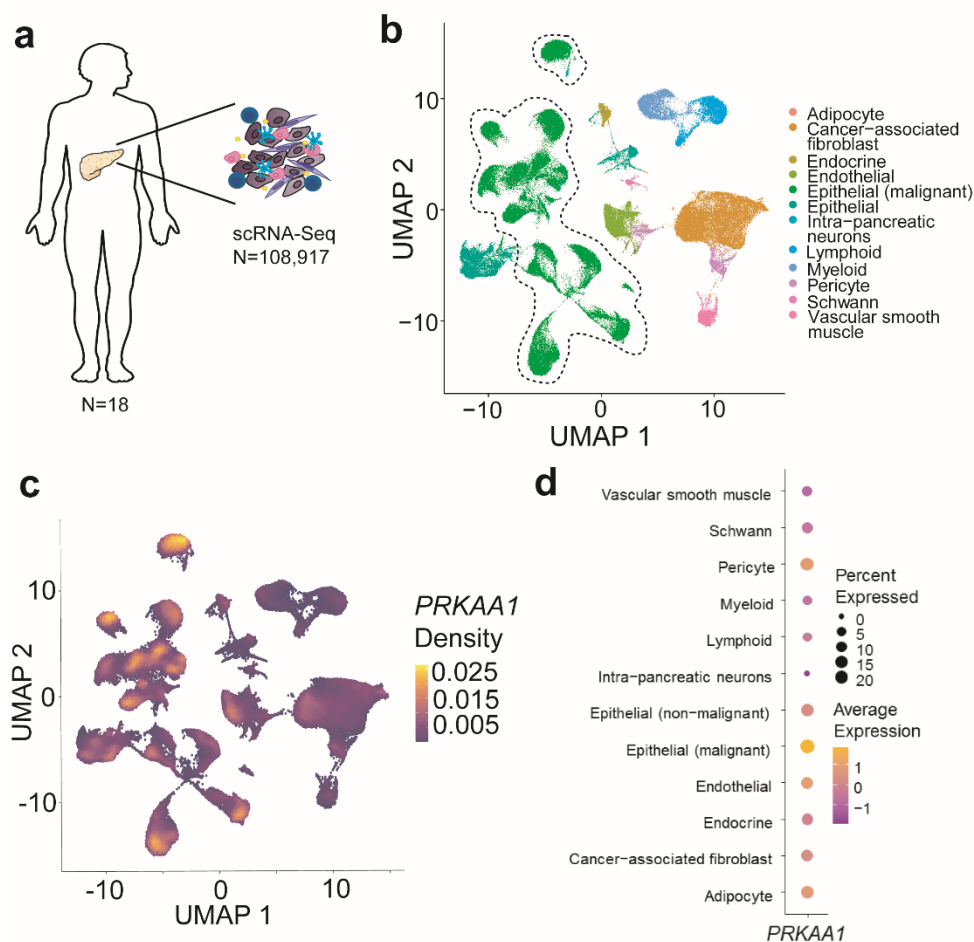 a
scRNA-Seq
N=108,917
N=18
b
UMAP 2
10
0
−10
−10
0
10
UMAP 1
Adipocyte
Cancer−associated
fibroblast
Endocrine
Endothelial
Epithelial (malignant)
Epithelial
Intra−pancreatic
neurons
Lymphoid
Myeloid
Pericyte
Schwann
Vascular smooth
muscle
c
UMAP 2
10
0
-10
-10
0
10
UMAP 1
PRKAA1
Density
0.025
0.015
0.005
d
Vascular smooth muscle
Schwann
Pericyte
Myeloid
Lymphoid
Intra−pancreatic neurons
Epithelial (non−malignant)
Epithelial (malignant)
Endothelial
Endocrine
Cancer−associated fibroblast
Adipocyte
PRKAA1
Percent
Expressed
0
5
10
15
20
Average
Expression
1
0
−1